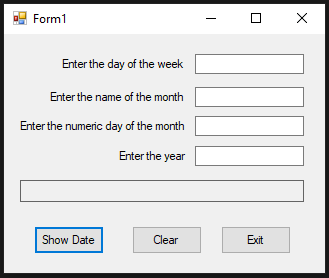 Form1
Enter the day of the week
Enter the name of the month
Enter the numeric day of the month
Enter the year
Show Date Clear Exit